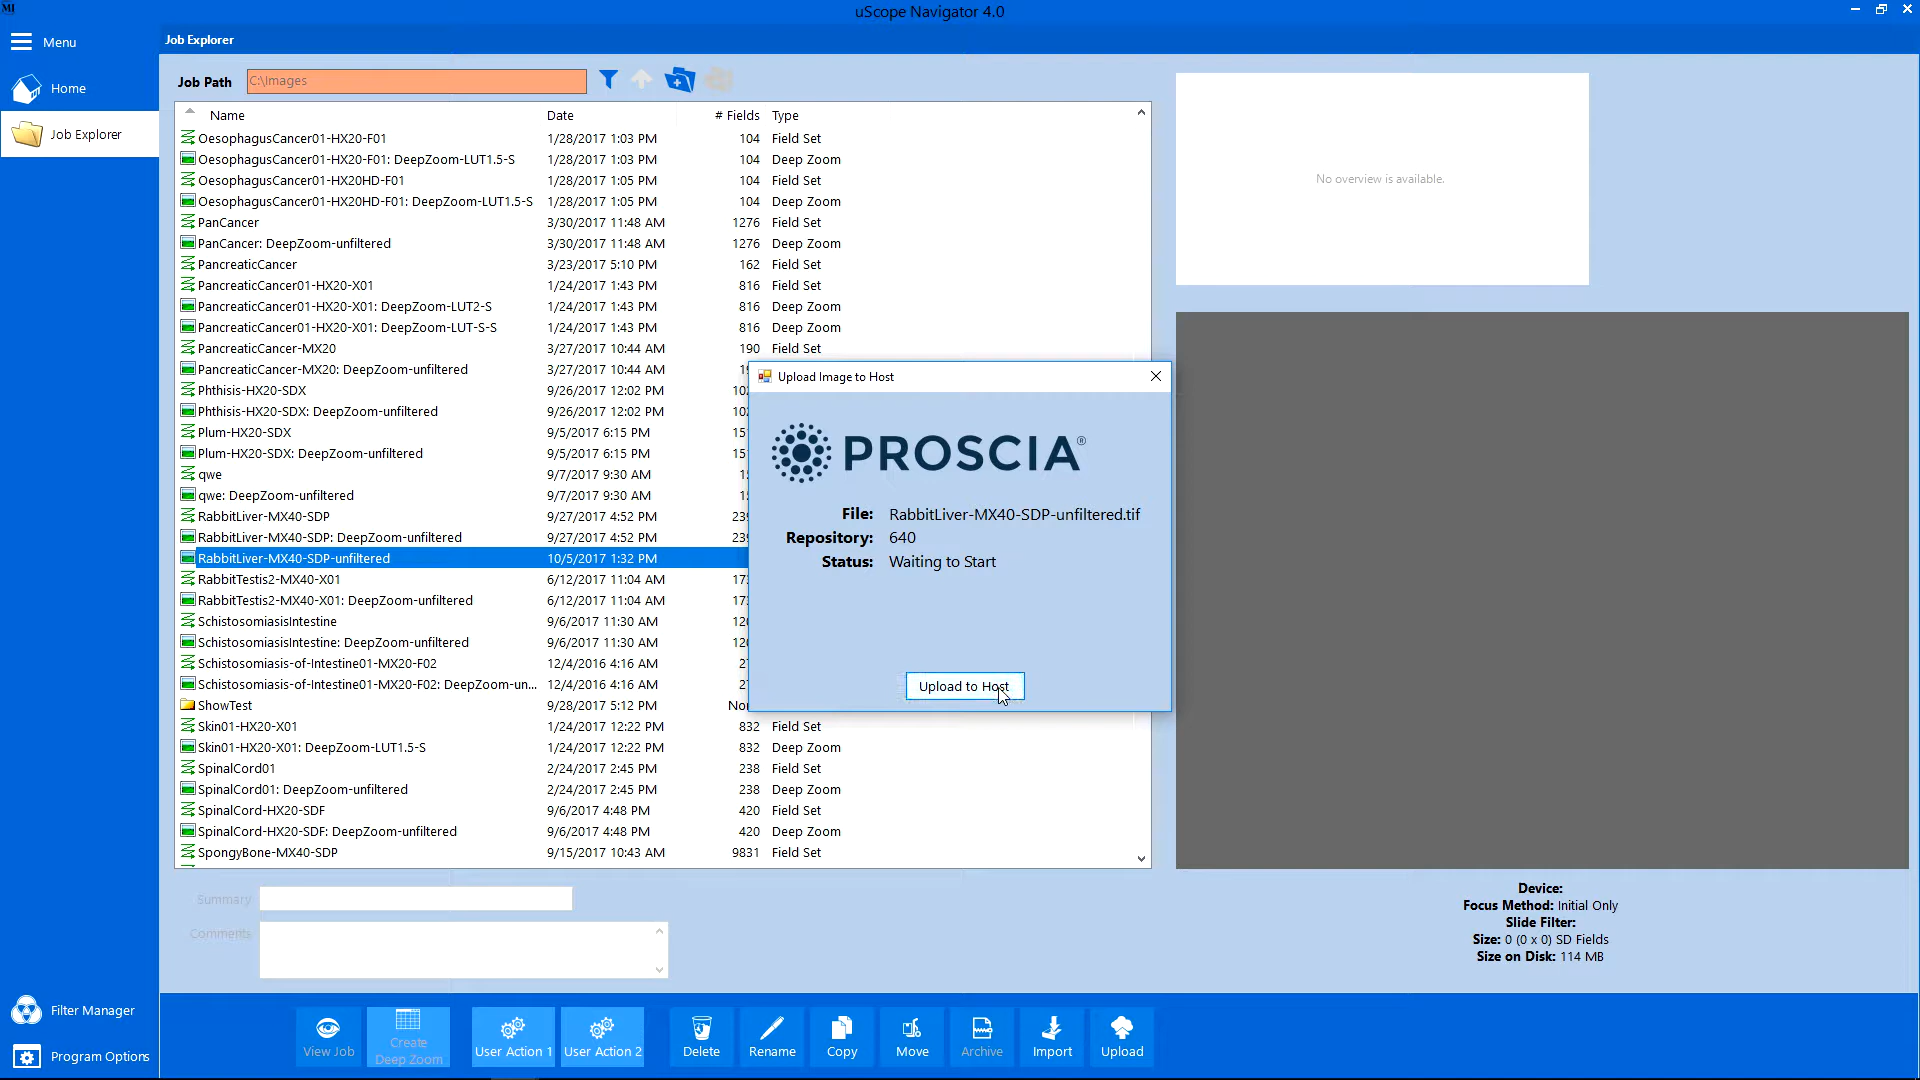 uScope Navigator 4.0
Menu
Job Explorer
Home
Job Explorer
Job Path C:\Images
Name Date # Fields Type
OesophagusCancer01-HX20-F01 1/28/2017 1:03 PM 104 Field Set
OesophagusCancer01-HX20-F01: DeepZoom-LUT1.5-S 1/28/2017 1:03 PM 104 Deep Zoom
OesophagusCancer01-HX20HD-F01 1/28/2017 1:05 PM 104 Field Set
OesophagusCancer01-HX20HD-F01: DeepZoom-LUT1.5-S 1/28/2017 1:05 PM 104 Deep Zoom
PanCancer 3/30/2017 11:48 AM 1276 Field Set
PanCancer: DeepZoom-unfiltered 3/30/2017 11:48 AM 1276 Deep Zoom
PancreaticCancer 3/23/2017 5:10 PM 162 Field Set
PancreaticCancer01-HX20-X01 1/24/2017 1:43 PM 816 Field Set
PancreaticCancer01-HX20-X01: DeepZoom-LUT2-S 1/24/2017 1:43 PM 816 Deep Zoom
PancreaticCancer01-HX20-X01: DeepZoom-LUT-S-S 1/24/2017 1:43 PM 816 Deep Zoom
PancreaticCancer-MX20 3/27/2017 10:44 AM 190 Field Set
PancreaticCancer-MX20: DeepZoom-unfiltered 3/27/2017 10:44 AM
Phthisis-HX20-SDX 9/26/2017 12:02 PM
Phthisis-HX20-SDX: DeepZoom-unfiltered 9/26/2017 12:02 PM
Plum-HX20-SDX 9/5/2017 6:15 PM
Plum-HX20-SDX: DeepZoom-unfiltered 9/5/2017 6:15 PM
qwe 9/7/2017 9:30 AM
qwe: DeepZoom-unfiltered 9/7/2017 9:30 AM
RabbitLiver-MX40-SDP 9/27/2017 4:52 PM
RabbitLiver-MX40-SDP: DeepZoom-unfiltered 9/27/2017 4:52 PM
RabbitLiver-MX40-SDP-unfiltered 10/5/2017 1:32 PM
RabbitTestis2-MX40-X01 6/12/2017 11:04 AM
RabbitTestis2-MX40-X01: DeepZoom-unfiltered 6/12/2017 11:04 AM
SchistosomiasisIntestine 9/6/2017 11:30 AM
SchistosomiasisIntestine: DeepZoom-unfiltered 9/6/2017 11:30 AM
Schistosomiasis-of-Intestine01-MX20-F02 12/4/2016 4:16 AM
Schistosomiasis-of-Intestine01-MX20-F02: DeepZoom-un... 12/4/2016 4:16 AM
ShowTest 9/28/2017 5:12 PM
Skin01-HX20-X01 1/24/2017 12:22 PM 832 Field Set
Skin01-HX20-X01: DeepZoom-LUT1.5-S 1/24/2017 12:22 PM 832 Deep Zoom
SpinalCord01 2/24/2017 2:45 PM 238 Field Set
SpinalCord01: DeepZoom-unfiltered 2/24/2017 2:45 PM 238 Deep Zoom
SpinalCord-HX20-SDF 9/6/2017 4:48 PM 420 Field Set
SpinalCord-HX20-SDF: DeepZoom-unfiltered 9/6/2017 4:48 PM 420 Deep Zoom
SpongyBone-MX40-SDP 9/15/2017 10:43 AM 9831 Field Set
Upload Image to Host
PROSCIA®
File: RabbitLiver-MX40-SDP-unfiltered.tif
Repository: 640
Status: Waiting to Start
Upload to Host
No overview is available.
Summary
Comments
Device:
Focus Method: Initial Only
Slide Filter:
Size: 0 (0 x 0) SD Fields
Size on Disk: 114 MB
Filter Manager
Program Options
View Job
Create
Deep Zoom
User Action 1
User Action 2
Delete
Rename
Copy
Move
Archive
Import
Upload